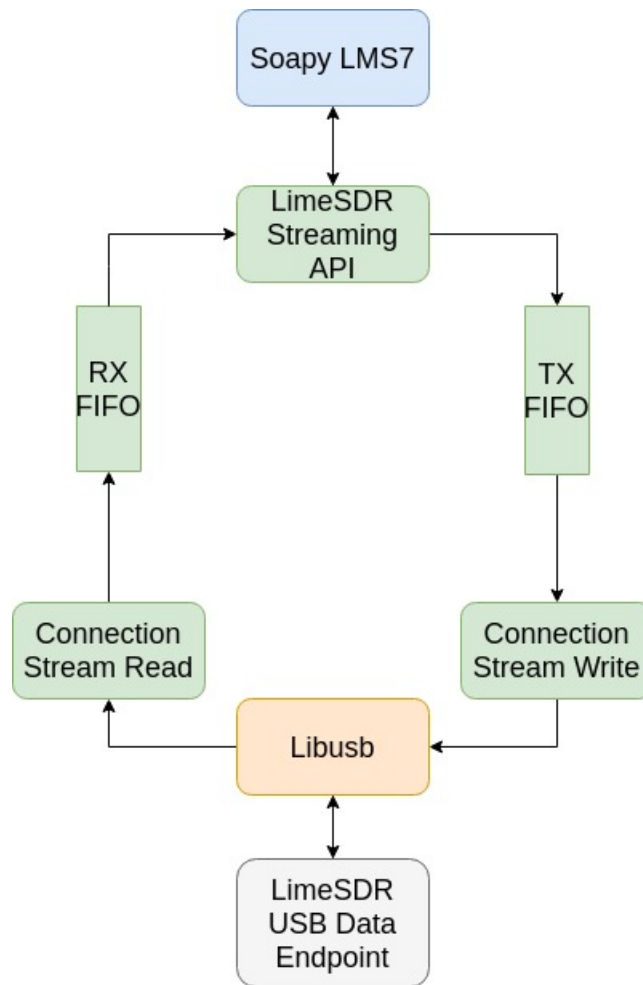 Soapy LMS7
LimeSDR
Streaming
API
RX
FIFO
TX
FIFO
Connection
Stream Read
Connection
Stream Write
Libusb
LimeSDR
USB Data
Endpoint